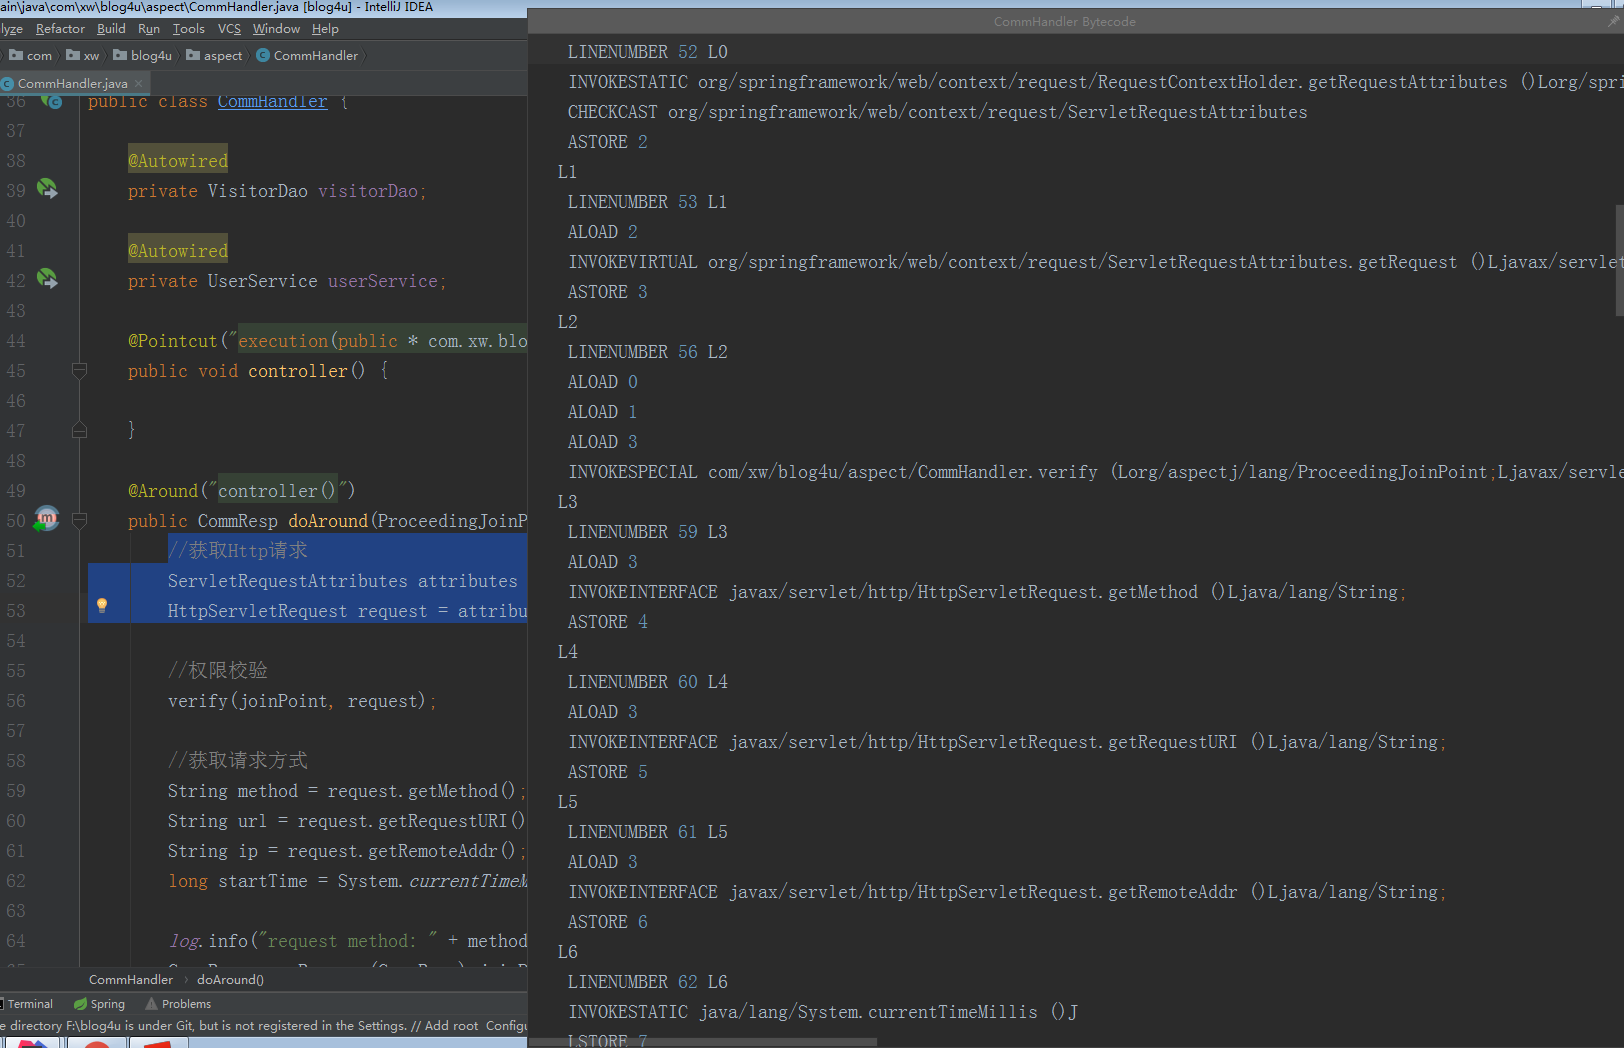 ain\java\com\xw\blog4u\aspect\CommHandler.java [blog4u] - IntelliJ IDEA
lyze Refactor Build Run Tools VCS Window Help
com xw blog4u aspect CommHandler
CommHandler.java
36 public class CommHandler {
37
38 @Autowired
39 private VisitorDao visitorDao;
40
41 @Autowired
42 private UserService userService;
43
44 @Pointcut("execution(public * com.xw.blo
45 public void controller() {
46
47 }
48
49 @Around("controller()")
50 public CommResp doAround(ProceedingJoinP
51 //获取Http请求
52 ServletRequestAttributes attributes
53 HttpServletRequest request = attribu
54
55 //权限校验
56 verify(joinPoint, request);
57
58 //获取请求方式
59 String method = request.getMethod();
60 String url = request.getRequestURI()
61 String ip = request.getRemoteAddr();
62 long startTime = System.currentTimeM
63
64 log.info("request method: " + method
CommHandler doAround()
Terminal Spring Problems
e directory F:\blog4u is under Git, but is not registered in the Settings. // Add root Configu
CommHandler Bytecode
LINENUMBER 52 L0
INVOKESTATIC org/springframework/web/context/request/RequestContextHolder.getRequestAttributes ()Lorg/spri
CHECKCAST org/springframework/web/context/request/ServletRequestAttributes
ASTORE 2
L1
LINENUMBER 53 L1
ALOAD 2
INVOKEVIRTUAL org/springframework/web/context/request/ServletRequestAttributes.getRequest ()Ljavax/servlet
ASTORE 3
L2
LINENUMBER 56 L2
ALOAD 0
ALOAD 1
ALOAD 3
INVOKESPECIAL com/xw/blog4u/aspect/CommHandler.verify (Lorg/aspectj/lang/ProceedingJoinPoint;Ljavax/servle
L3
LINENUMBER 59 L3
ALOAD 3
INVOKEINTERFACE javax/servlet/http/HttpServletRequest.getMethod ()Ljava/lang/String;
ASTORE 4
L4
LINENUMBER 60 L4
ALOAD 3
INVOKEINTERFACE javax/servlet/http/HttpServletRequest.getRequestURI ()Ljava/lang/String;
ASTORE 5
L5
LINENUMBER 61 L5
ALOAD 3
INVOKEINTERFACE javax/servlet/http/HttpServletRequest.getRemoteAddr ()Ljava/lang/String;
ASTORE 6
L6
LINENUMBER 62 L6
INVOKESTATIC java/lang/System.currentTimeMillis ()J
LSTORE 7